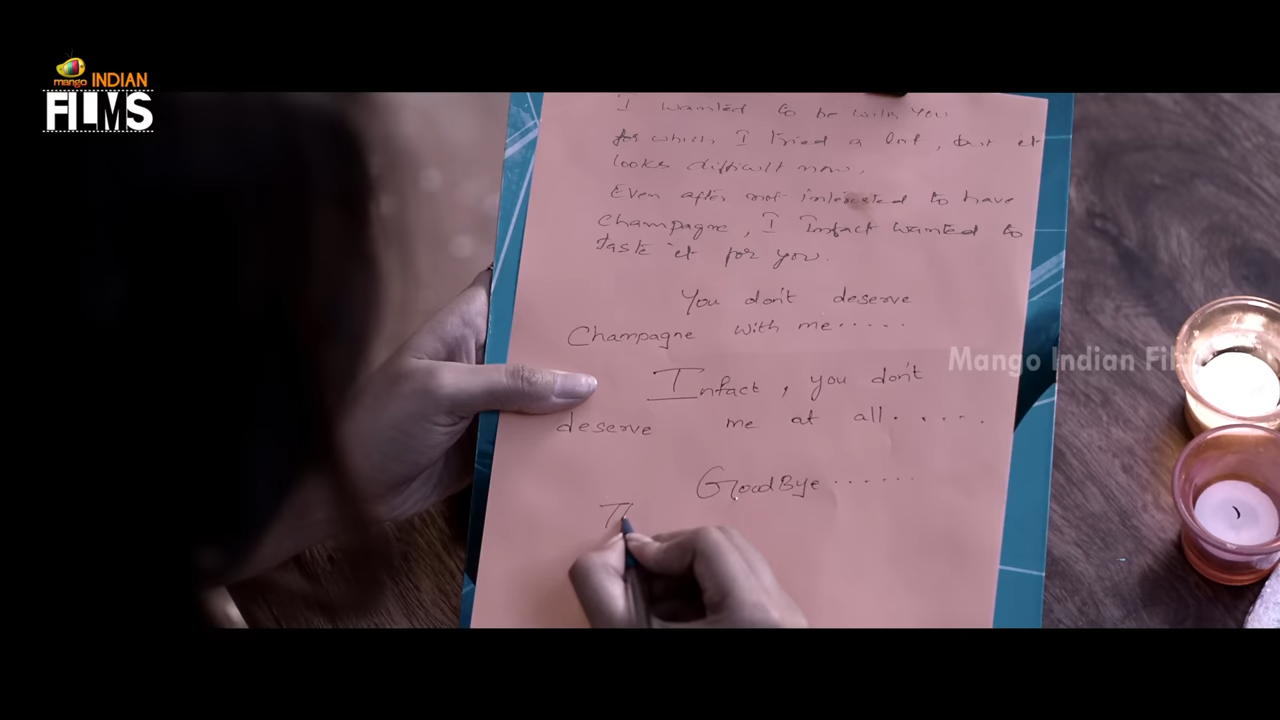 mango INDIAN
FILMS
I wanted to be with you
for which I tried a lot, but it
looks difficult now.
Even after not interested to have
champagne, I Infact wanted to
Taste it for you.
You don't deserve
Champagne with me.....
Infact, you don't
deserve me at all.....
GoodBye......
Mango Indian Fil